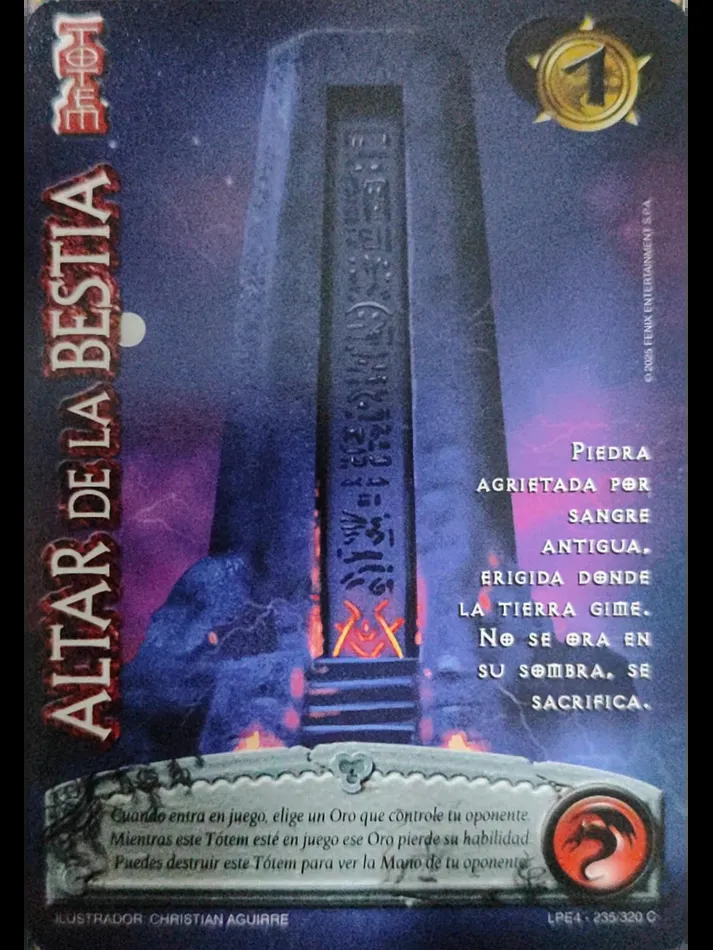 TÓTEM
1
ALTAR DE LA BESTIA
© 2025 FENIX ENTERTAINMENT S.P.A.
PIEDRA
AGRIETADA POR
SANGRE
ANTIGUA,
ERIGIDA DONDE
LA TIERRA GIME.
NO SE ORA EN
SU SOMBRA, SE
SACRIFICA.
Cuando entra en juego, elige un Oro que controle tu oponente.
Mientras este Tótem esté en juego ese Oro pierde su habilidad.
Puedes destruir este Tótem para ver la Mano de tu oponente.
ILUSTRADOR: CHRISTIAN AGUIRRE
LPE4 - 235/320 C